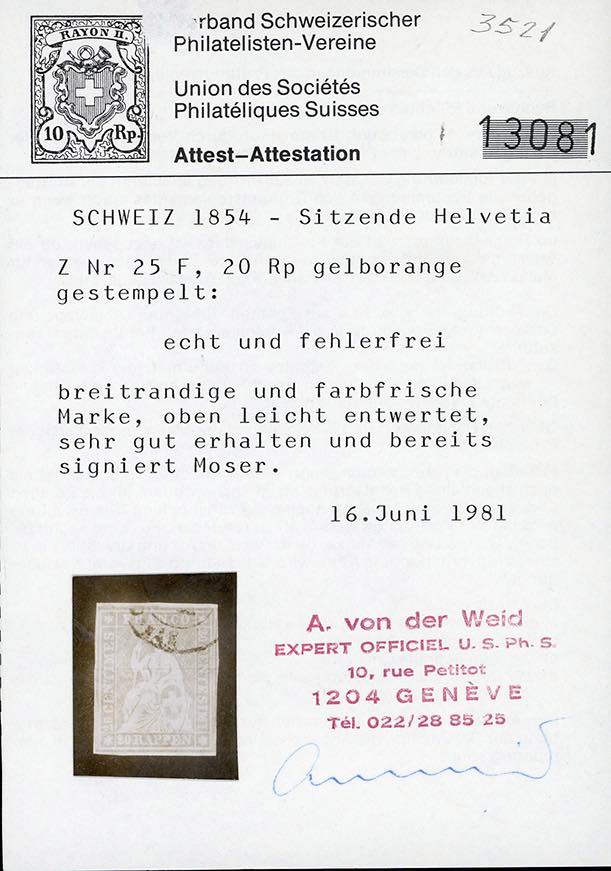 RAYON II.
10 Rp.
erband Schweizerischer
Philatelisten-Vereine
Union des Sociétés
Philatéliques Suisses
Attest–Attestation
3521
13081
SCHWEIZ 1854 - Sitzende Helvetia
Z Nr 25 F, 20 Rp gelborange
gestempelt:
echt und fehlerfrei
breitrandige und farbfrische
Marke, oben leicht entwertet,
sehr gut erhalten und bereits
signiert Moser.
16.Juni 1981
FRANCO
20 CENTIMES
20 RAPPEN
A. von der Weid
EXPERT OFFICIEL U. S. Ph. S.
10, rue Petitot
1204 GENÈVE
Tél. 022/28 85 25